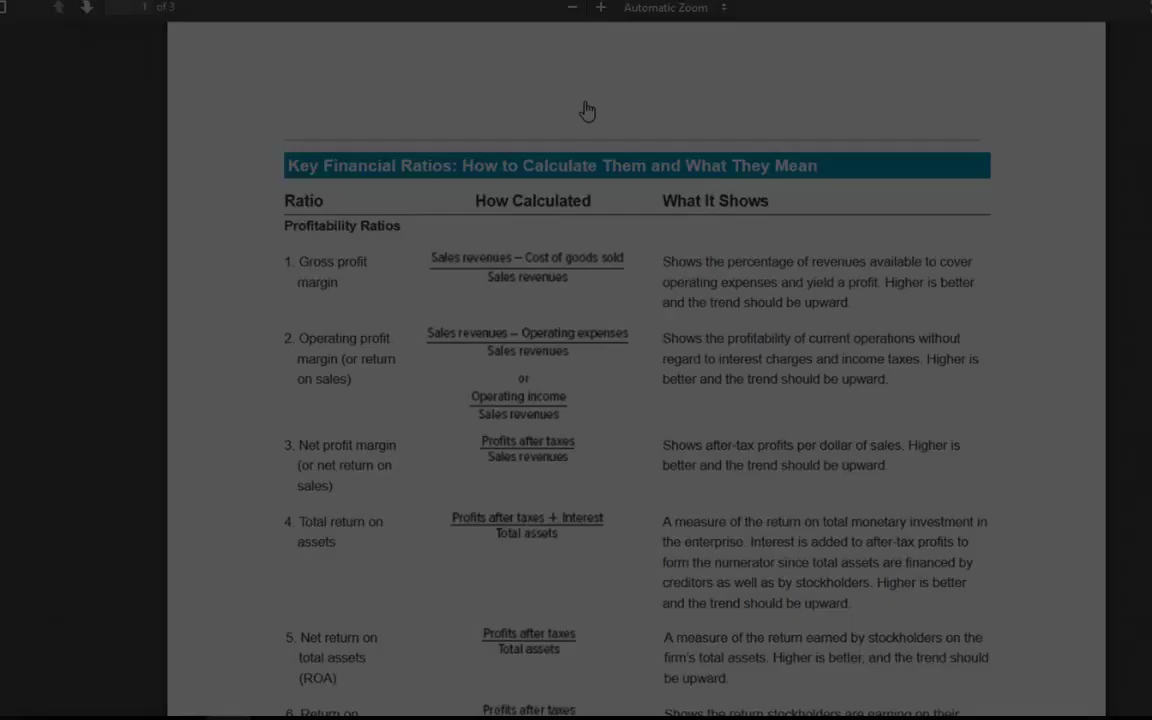 1 of 3
Automatic Zoom
Key Financial Ratios: How to Calculate Them and What They Mean
Ratio How Calculated What It Shows
Profitability Ratios
1. Gross profit
margin
Sales revenues – Cost of goods sold
Sales revenues
Shows the percentage of revenues available to cover
operating expenses and yield a profit. Higher is better
and the trend should be upward.
2. Operating profit
margin (or return
on sales)
Sales revenues – Operating expenses
Sales revenues
or
Operating income
Sales revenues
Shows the profitability of current operations without
regard to interest charges and income taxes. Higher is
better and the trend should be upward.
3. Net profit margin
(or net return on
sales)
Profits after taxes
Sales revenues
Shows after-tax profits per dollar of sales. Higher is
better and the trend should be upward.
4. Total return on
assets
Profits after taxes + Interest
Total assets
A measure of the return on total monetary investment in
the enterprise. Interest is added to after-tax profits to
form the numerator since total assets are financed by
creditors as well as by stockholders. Higher is better
and the trend should be upward.
5. Net return on
total assets
(ROA)
Profits after taxes
Total assets
A measure of the return earned by stockholders on the
firm's total assets. Higher is better, and the trend should
be upward.
6. Return on
Profits after taxes
Shows the return stockholders are earning on their